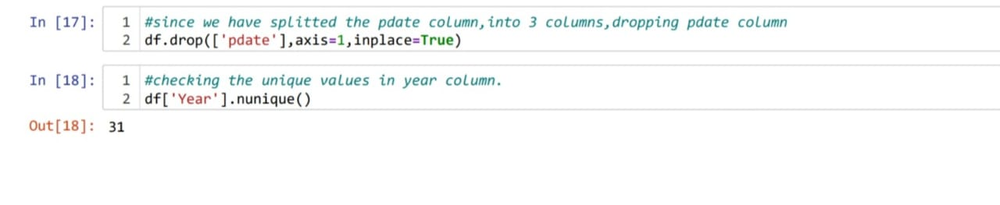 In [17]: 1 #since we have splitted the pdate column,into 3 columns,dropping pdate column
2 df.drop(['pdate'],axis=1,inplace=True)
In [18]: 1 #checking the unique values in year column.
2 df['Year'].nunique()
Out[18]: 31